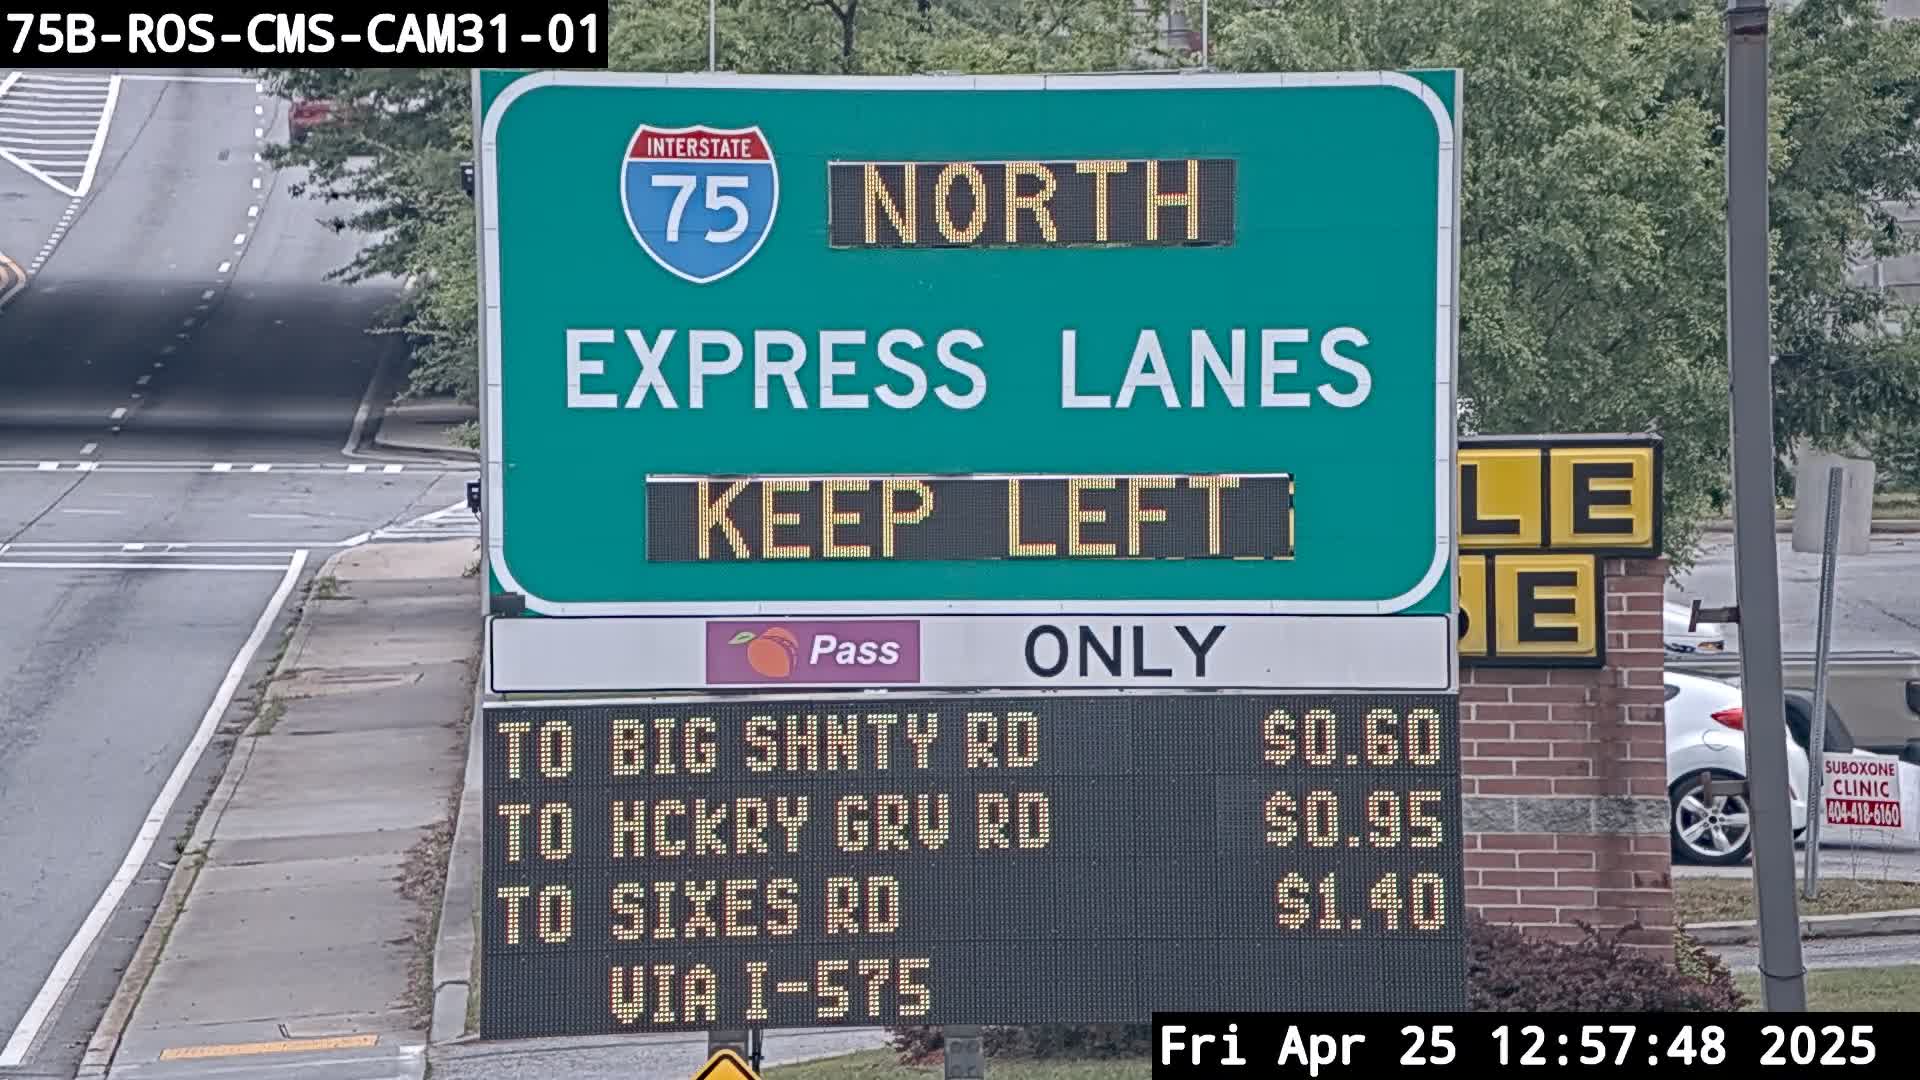 75B-ROS-CMS-CAM31-01
INTERSTATE
75
NORTH
EXPRESS LANES
KEEP LEFT
Pass ONLY
TO BIG SHNTY RD $0.60
TO HCKRY GRV RD $0.95
TO SIXES RD $1.40
VIA I-575
LE
E
SUBOXONE
CLINIC
404-418-6160
Fri Apr 25 12:57:48 2025